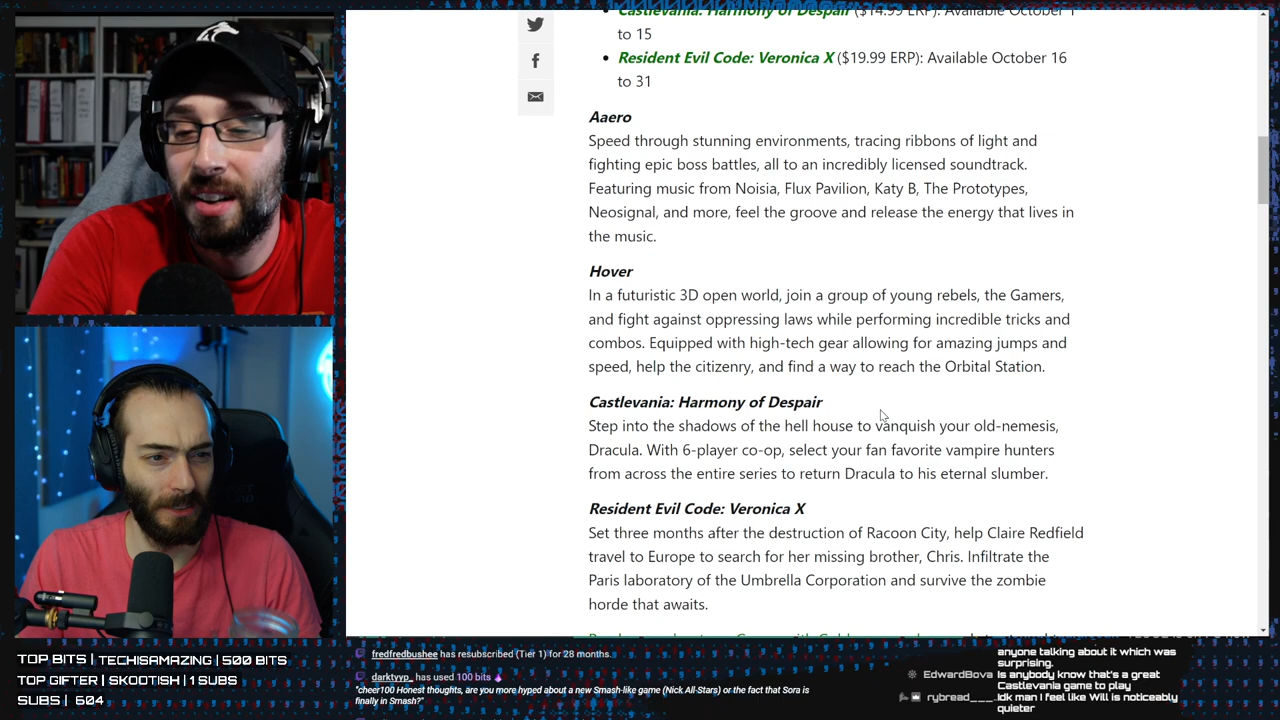 Castlevania: Harmony of Despair ($14.99 ERP): Available October 1
to 15
• Resident Evil Code: Veronica X ($19.99 ERP): Available October 16
to 31
Aaero
Speed through stunning environments, tracing ribbons of light and
fighting epic boss battles, all to an incredibly licensed soundtrack.
Featuring music from Noisia, Flux Pavilion, Katy B, The Prototypes,
Neosignal, and more, feel the groove and release the energy that lives in
the music.
Hover
In a futuristic 3D open world, join a group of young rebels, the Gamers,
and fight against oppressing laws while performing incredible tricks and
combos. Equipped with high-tech gear allowing for amazing jumps and
speed, help the citizenry, and find a way to reach the Orbital Station.
Castlevania: Harmony of Despair
Step into the shadows of the hell house to vanquish your old-nemesis,
Dracula. With 6-player co-op, select your fan favorite vampire hunters
from across the entire series to return Dracula to his eternal slumber.
Resident Evil Code: Veronica X
Set three months after the destruction of Racoon City, help Claire Redfield
travel to Europe to search for her missing brother, Chris. Infiltrate the
Paris laboratory of the Umbrella Corporation and survive the zombie
horde that awaits.
TOP BITS | TECHISAMAZING | 500 BITS
TOP GIFTER | SKOOTISH | 1 SUBS
SUBS | 604
fredfredbushee has resubscribed (Tier 1) for 28 months.
darktyyp_ has used 100 bits
"cheer100 Honest thoughts, are you more hyped about a new Smash-like game (Nick All-Stars) or the fact that Sora is
finally in Smash?"
anyone talking about it which was
surprising.
EdwardBova Is anybody know that's a great
Castlevania game to play
rybread___ idk man I feel like Will is noticeably
quieter